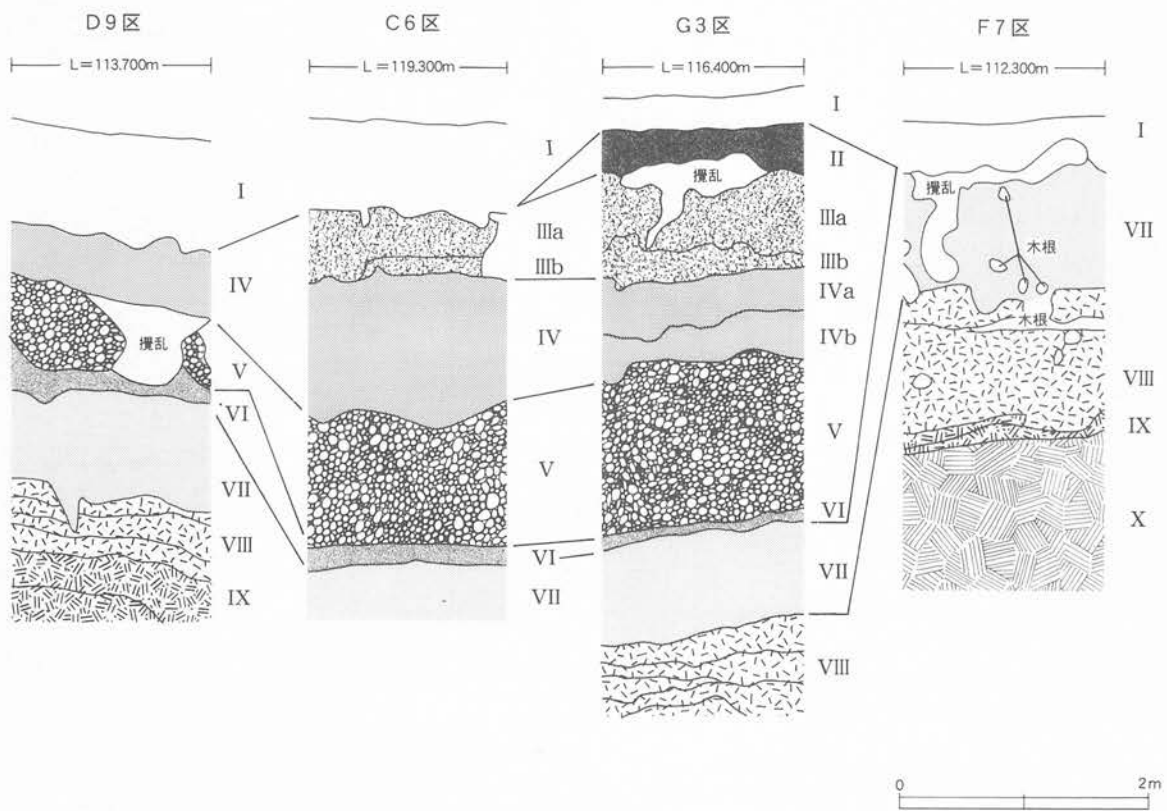 D9区
L=113.700m
I
IV
攪乱
V
VI
VII
VIII
IX
C6区
L=119.300m
I
IIIa
IIIb
IV
V
VI
VII
G3区
L=116.400m
I
II
攪乱
IIIa
IIIb
IVa
IVb
V
VI
VII
VIII
F7区
L=112.300m
I
攪乱
VII
木根
木根
VIII
IX
X
0 2m